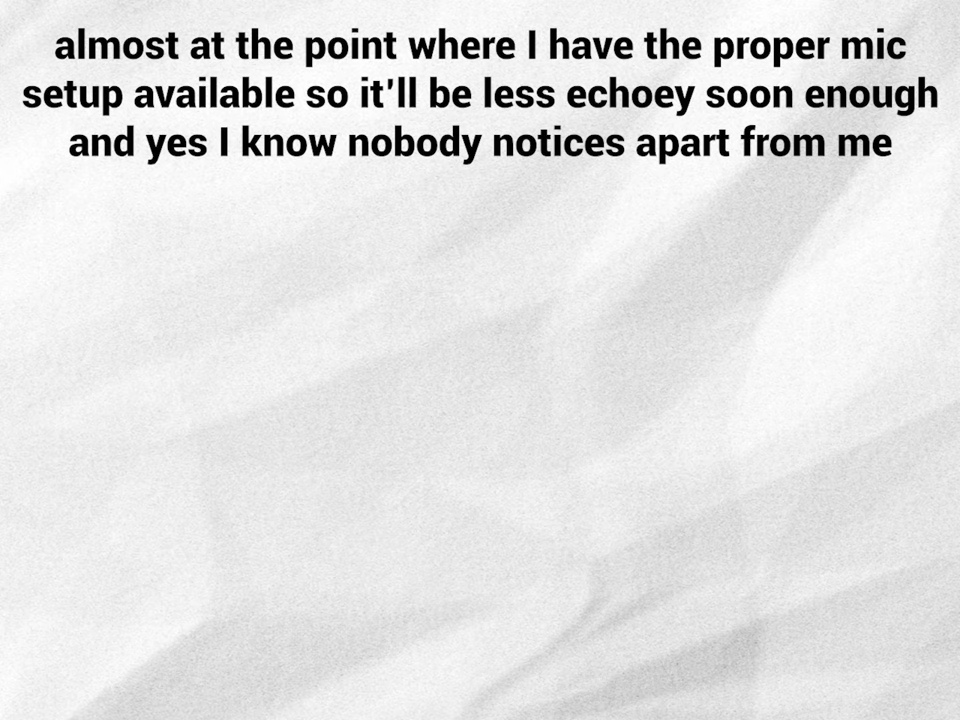 almost at the point where I have the proper mic
setup available so it'll be less echoey soon enough
and yes I know nobody notices apart from me